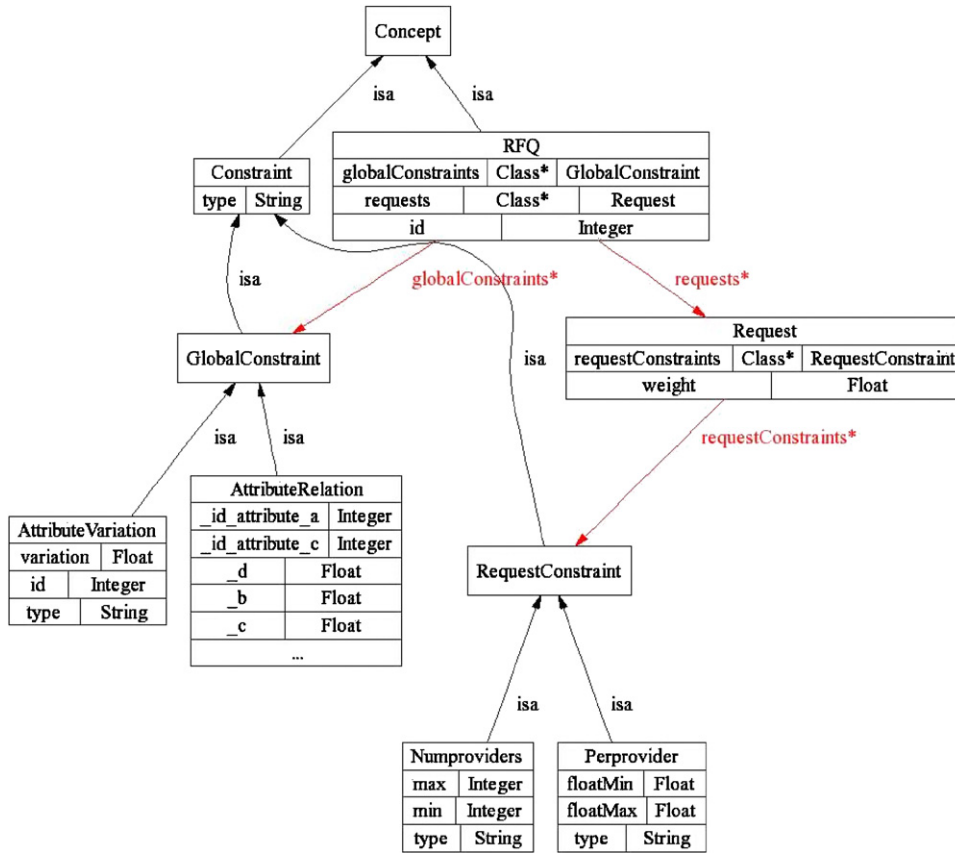 Concept
isa
isa
RFQ
globalConstraints Class* GlobalConstraint
requests Class* Request
id Integer
Constraint
type String
isa
globalConstraints*
requests*
Request
requestConstraints Class* RequestConstraint
weight Float
GlobalConstraint
isa
isa
isa
requestConstraints*
AttributeRelation
_id_attribute_a Integer
_id_attribute_c Integer
_d Float
_b Float
_c Float
...
AttributeVariation
variation Float
id Integer
type String
RequestConstraint
isa
isa
Numproviders
max Integer
min Integer
type String
Perprovider
floatMin Float
floatMax Float
type String